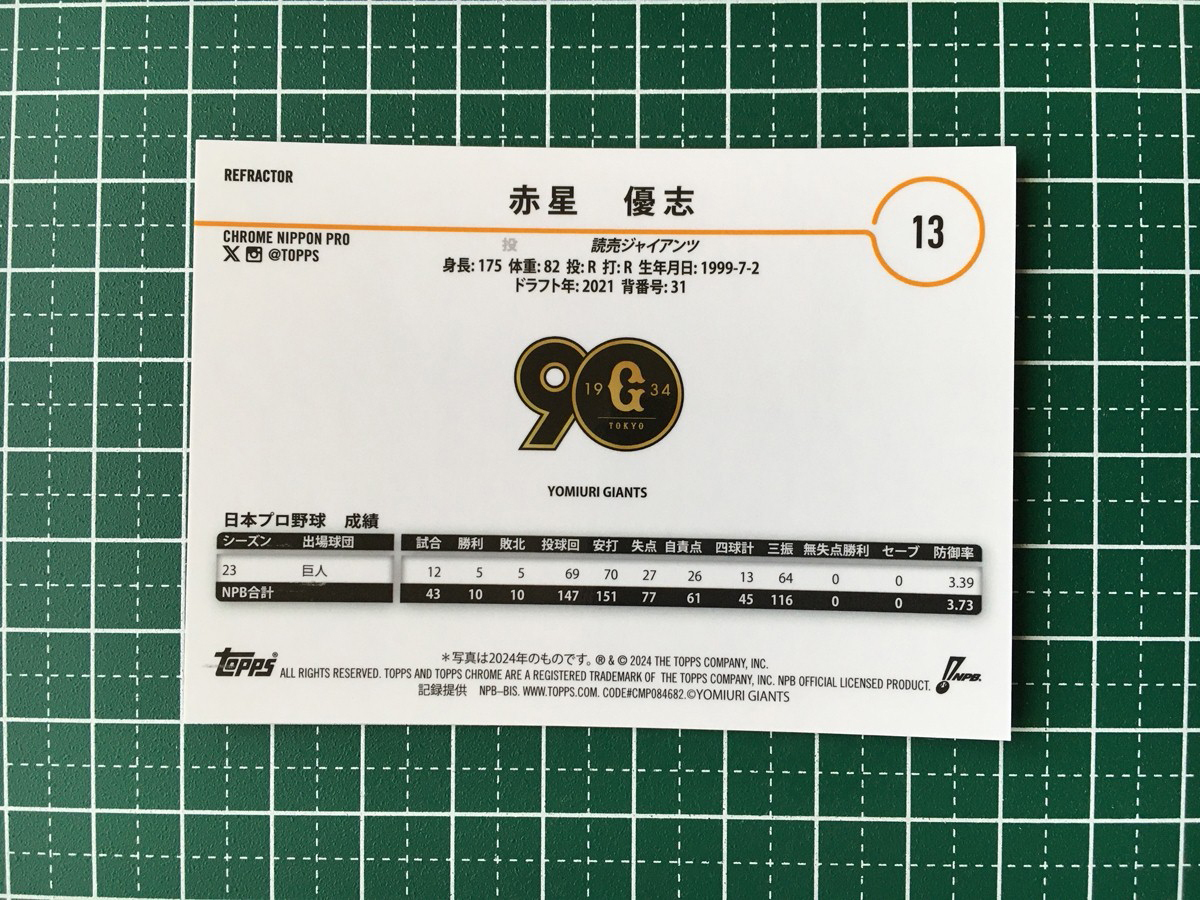 REFRACTOR
赤星 優志
13
CHROME NIPPON PRO
@TOPPS
投 読売ジャイアンツ
身長: 175 体重: 82 投: R 打: R 生年月日: 1999-7-2
ドラフト年: 2021 背番号: 31
90
19 G 34
TOKYO
YOMIURI GIANTS
日本プロ野球 成績
シーズン 出場球団 試合 勝利 敗北 投球回 安打 失点 自責点 四球計 三振 無失点勝利 セーブ 防御率
23 巨人 12 5 5 69 70 27 26 13 64 0 0 3.39
NPB合計 43 10 10 147 151 77 61 45 116 0 0 3.73
topps®
＊写真は2024年のものです。 ® & © 2024 THE TOPPS COMPANY, INC.
ALL RIGHTS RESERVED. TOPPS AND TOPPS CHROME ARE A REGISTERED TRADEMARK OF THE TOPPS COMPANY, INC. NPB OFFICIAL LICENSED PRODUCT.
記録提供 NPB–BIS. WWW.TOPPS.COM. CODE#CMP084682.©YOMIURI GIANTS
NPB.